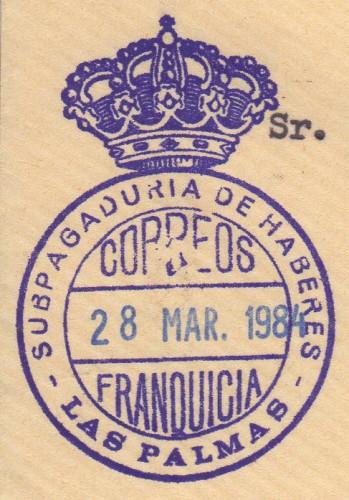 Sr.
SUBPAGADURIA DE HABERES
CORREOS
28 MAR. 1984
FRANQUICIA
- LAS PALMAS -